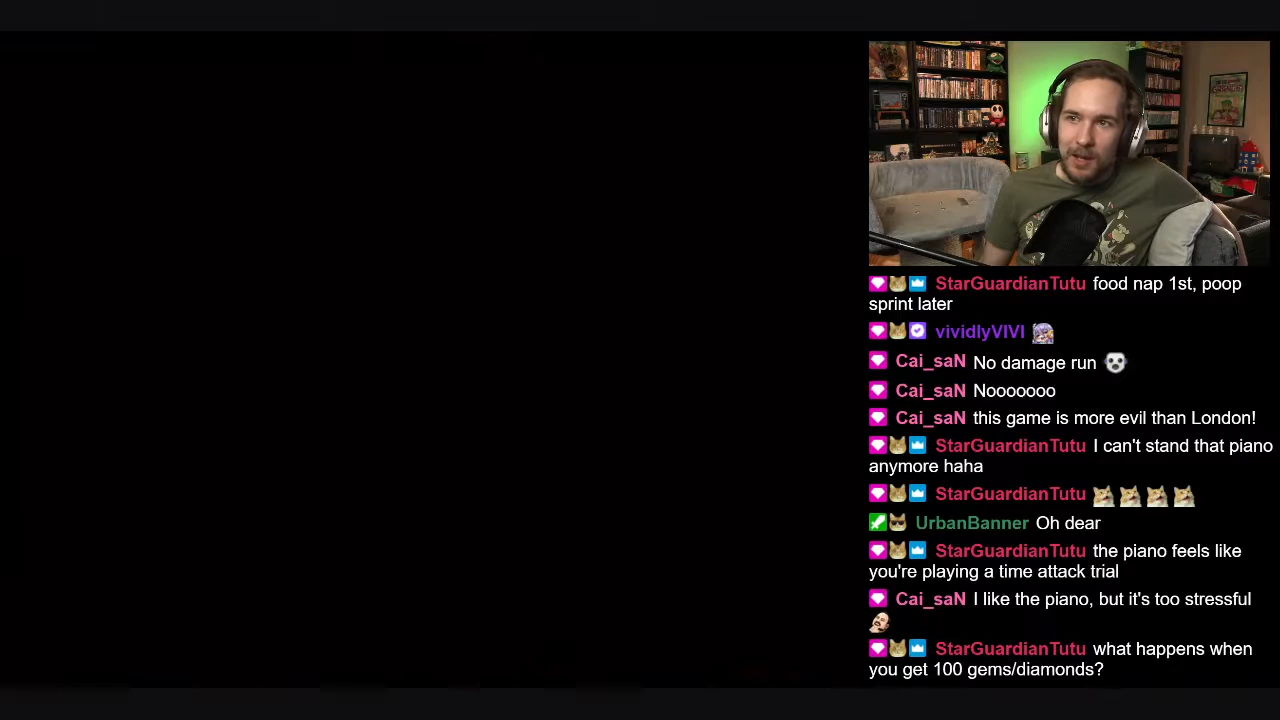 StarGuardianTutu food nap 1st, poop
sprint later
vividlyVIVI
Cai_saN No damage run
Cai_saN Nooooooo
Cai_saN this game is more evil than London!
StarGuardianTutu I can't stand that piano
anymore haha
StarGuardianTutu
UrbanBanner Oh dear
StarGuardianTutu the piano feels like
you're playing a time attack trial
Cai_saN I like the piano, but it's too stressful
StarGuardianTutu what happens when
you get 100 gems/diamonds?